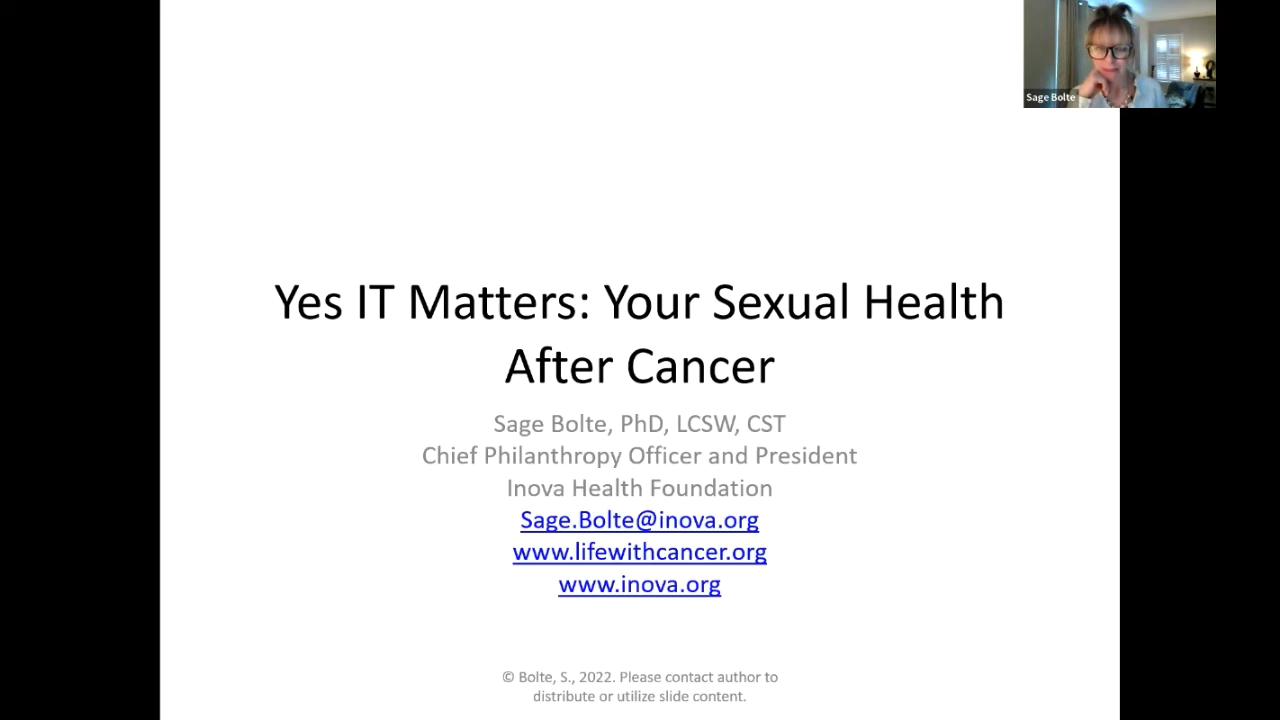 Sage Bolte
Yes IT Matters: Your Sexual Health
After Cancer
Sage Bolte, PhD, LCSW, CST
Chief Philanthropy Officer and President
Inova Health Foundation
Sage.Bolte@inova.org
www.lifewithcancer.org
www.inova.org
© Bolte, S., 2022. Please contact author to
distribute or utilize slide content.